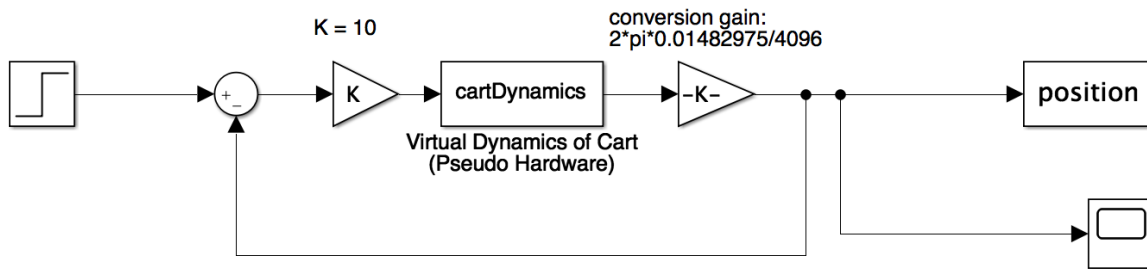 conversion gain:
K = 10
2*pi*0.01482975/4096
+
_
K
cartDynamics
-K-
position
Virtual Dynamics of Cart
(Pseudo Hardware)